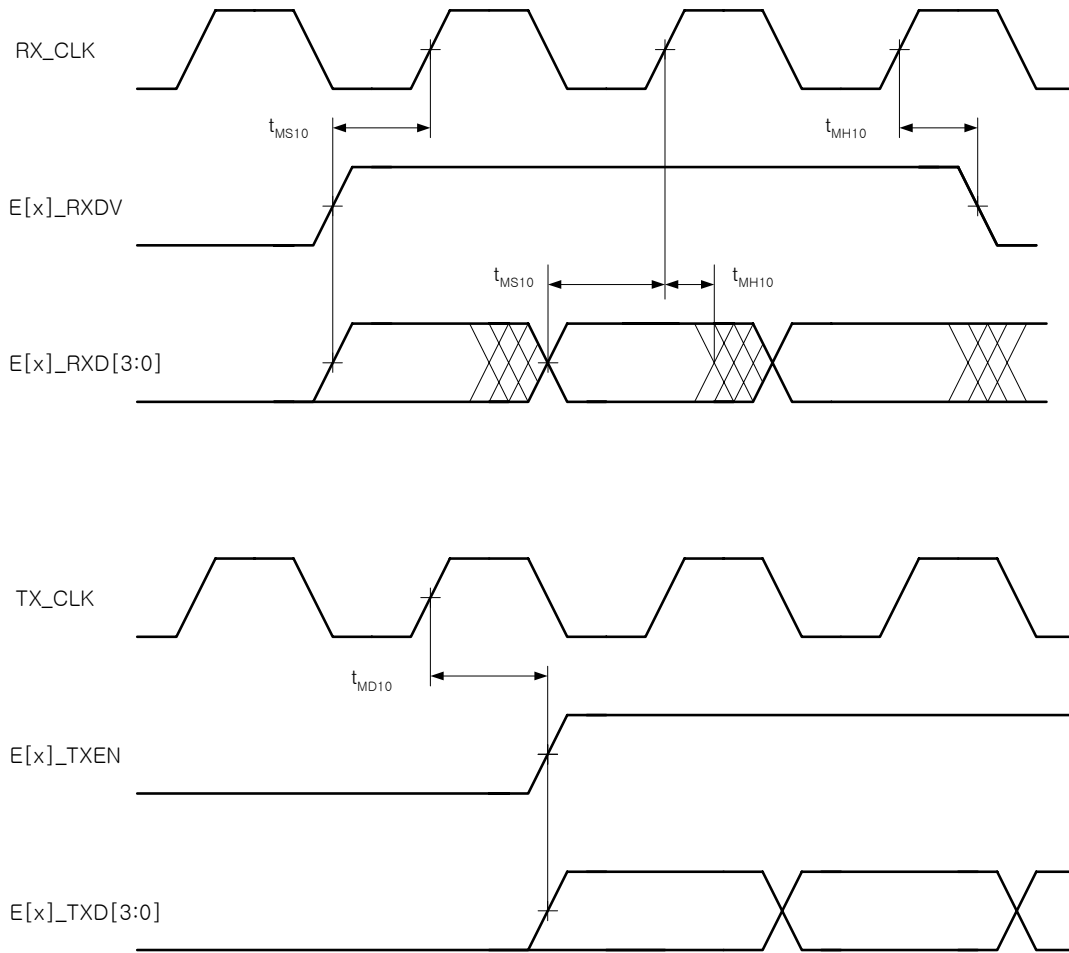 RX_CLK
tMS10
tMH10
E[x]_RXDV
tMS10
tMH10
E[x]_RXD[3:0]
TX_CLK
tMD10
E[x]_TXEN
E[x]_TXD[3:0]